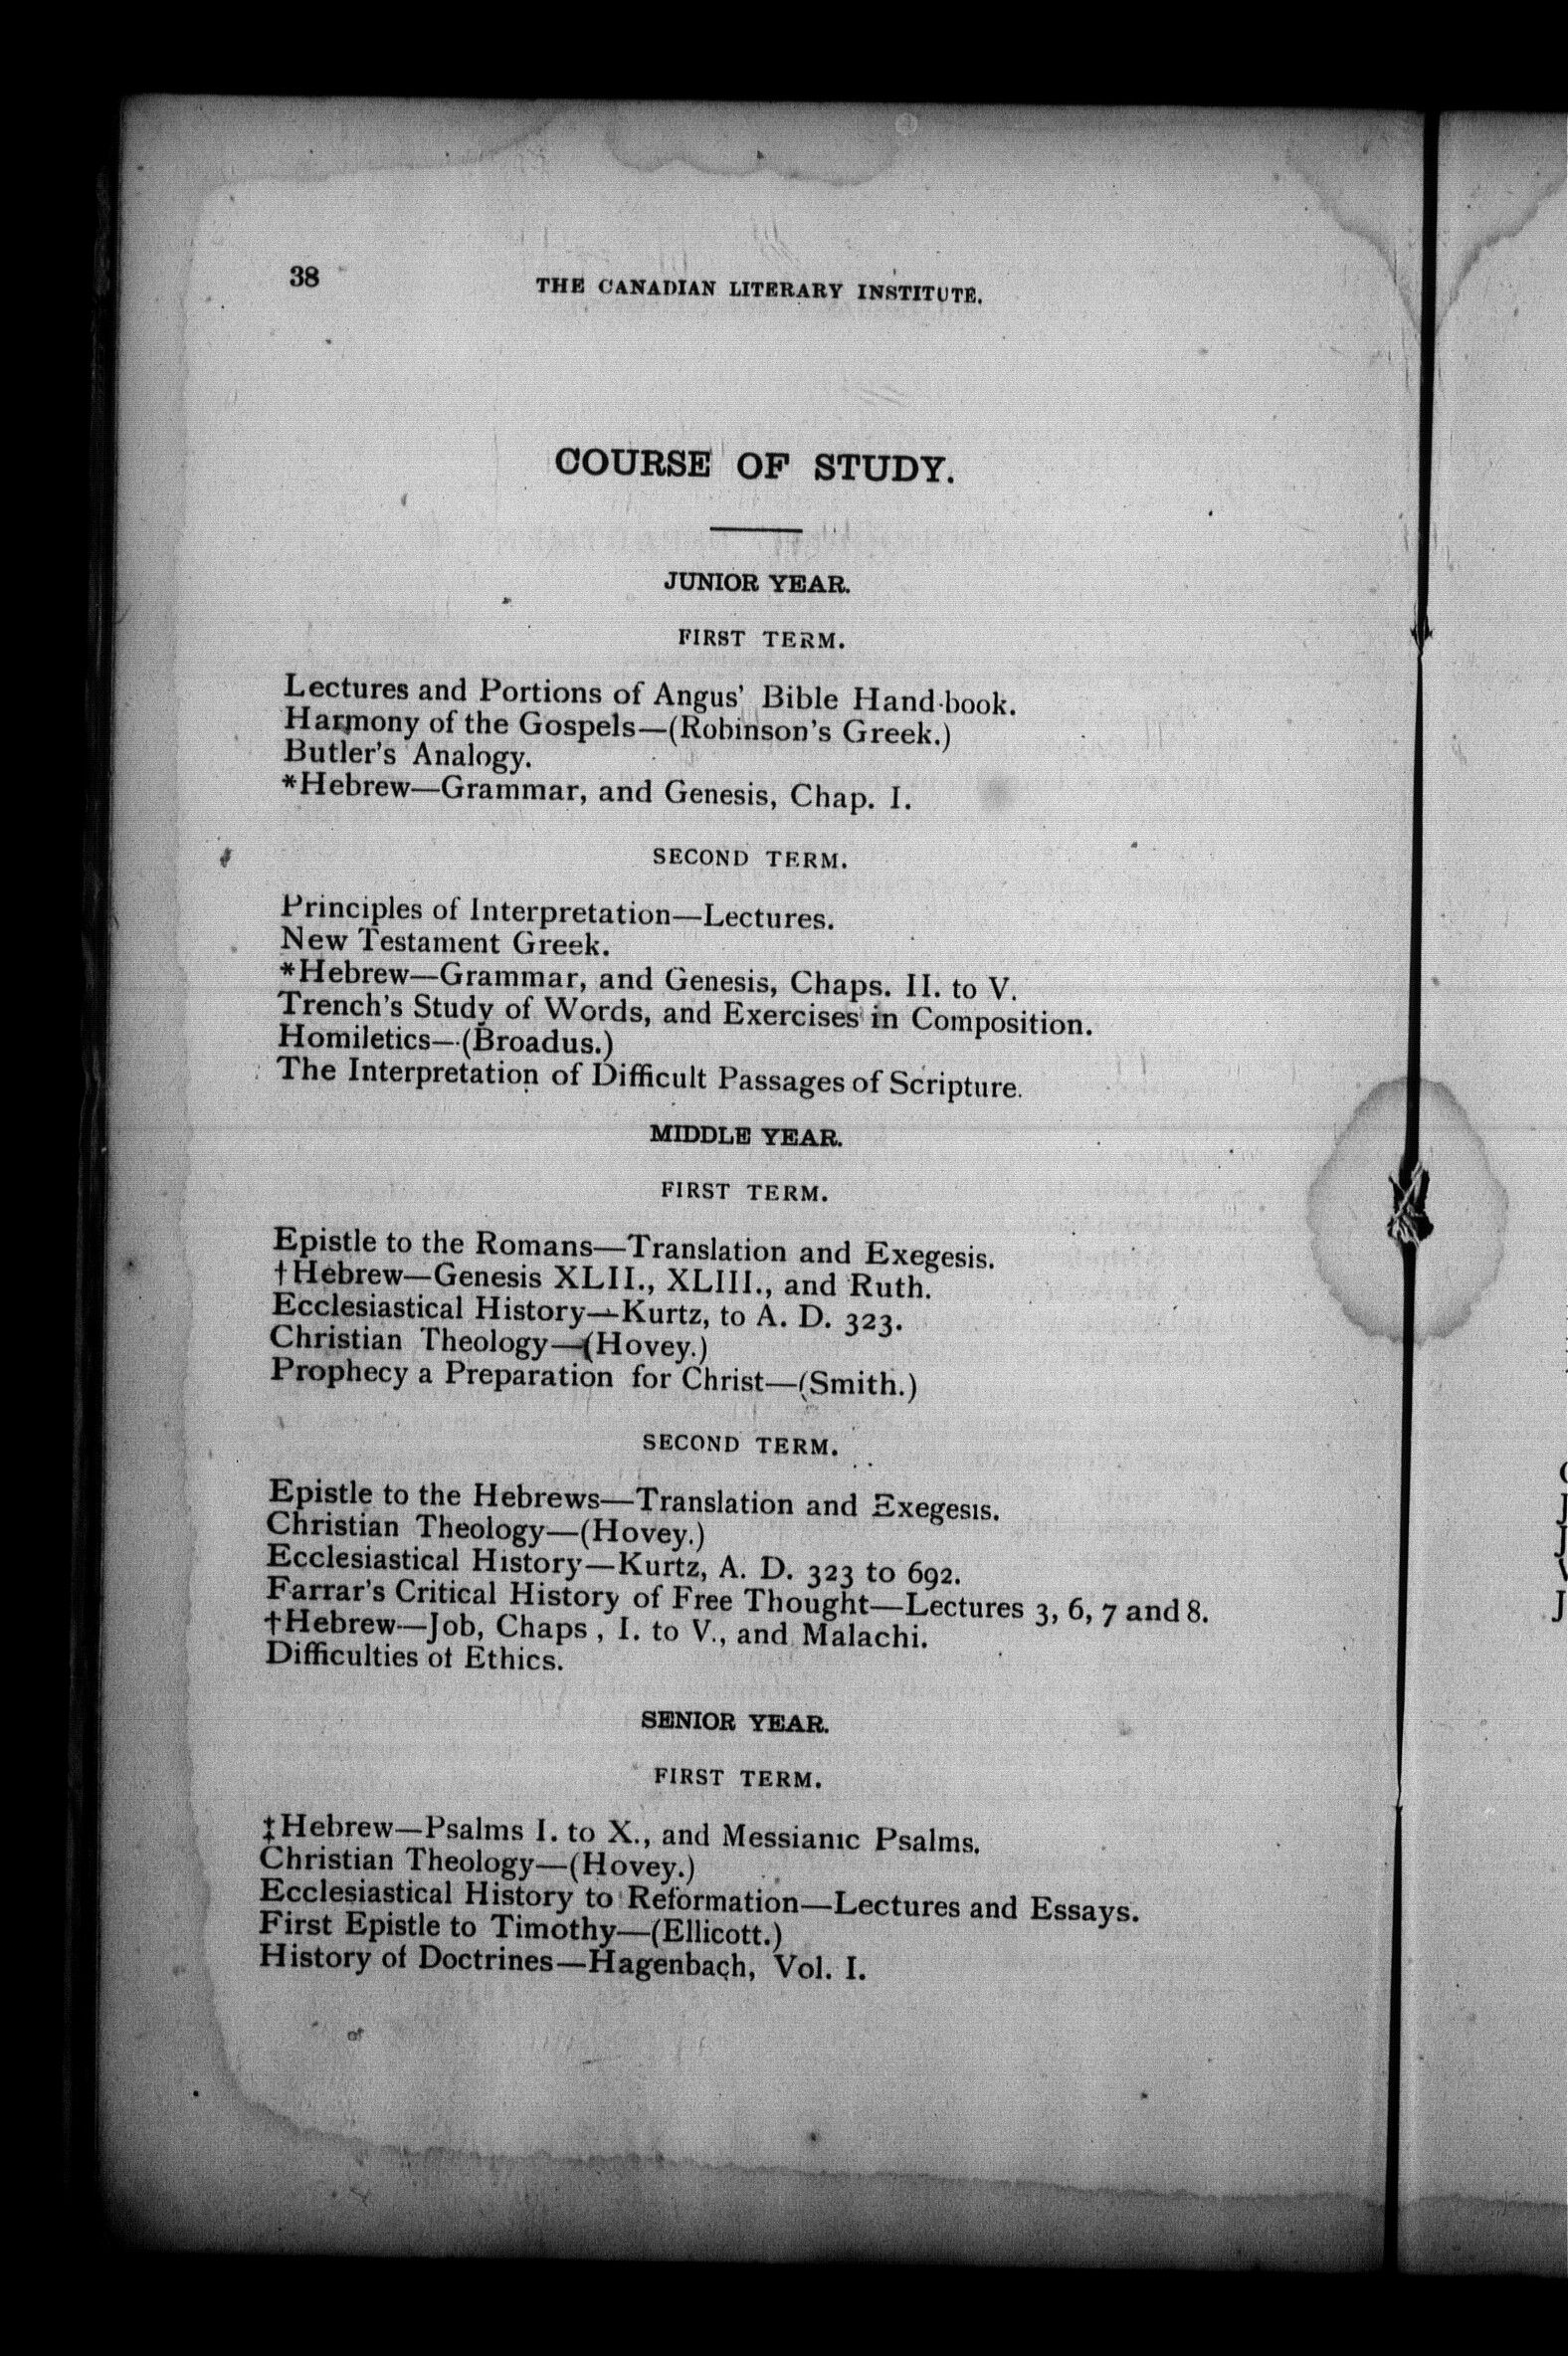 38
THE CANADIAN LITERARY INSTITUTE.
COURSE OF STUDY.
JUNIOR YEAR.
FIRST TERM.
Lectures and Portions of Angus' Bible Hand-book.
Harmony of the Gospels—(Robinson's Greek.)
Butler's Analogy.
*Hebrew—Grammar, and Genesis, Chap. I.
SECOND TERM.
Principles of Interpretation—Lectures.
New Testament Greek.
*Hebrew—Grammar, and Genesis, Chaps. II. to V.
Trench's Study of Words, and Exercises in Composition.
Homiletics—(Broadus.)
The Interpretation of Difficult Passages of Scripture.
MIDDLE YEAR.
FIRST TERM.
Epistle to the Romans—Translation and Exegesis.
†Hebrew—Genesis XLII., XLIII., and Ruth.
Ecclesiastical History—Kurtz, to A. D. 323.
Christian Theology—(Hovey.)
Prophecy a Preparation for Christ—(Smith.)
SECOND TERM.
Epistle to the Hebrews—Translation and Exegesis.
Christian Theology—(Hovey.)
Ecclesiastical History—Kurtz, A. D. 323 to 692.
Farrar's Critical History of Free Thought—Lectures 3, 6, 7 and 8.
†Hebrew—Job, Chaps , I. to V., and Malachi.
Difficulties of Ethics.
SENIOR YEAR.
FIRST TERM.
‡Hebrew—Psalms I. to X., and Messianic Psalms.
Christian Theology—(Hovey.)
Ecclesiastical History to Reformation—Lectures and Essays.
First Epistle to Timothy—(Ellicott.)
History of Doctrines—Hagenbach, Vol. I.